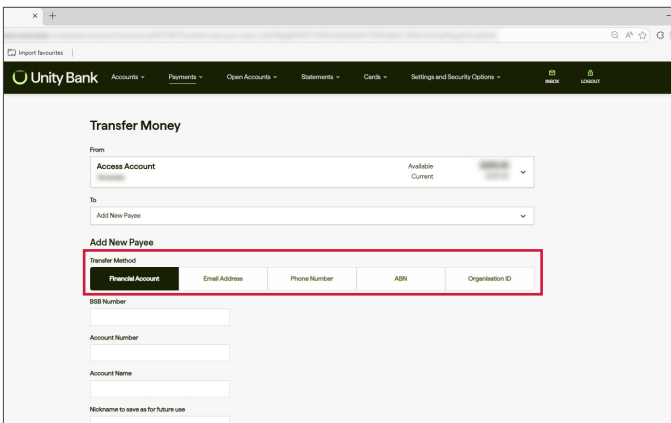 Import favourites
Unity Bank Accounts Payments Open Accounts Statements Cards Settings and Security Options INBOX LOGOUT
Transfer Money
From
Access Account Available
Current
To
Add New Payee
Add New Payee
Transfer Method
Financial Account Email Address Phone Number ABN Organisation ID
BSB Number
Account Number
Account Name
Nickname to save as for future use